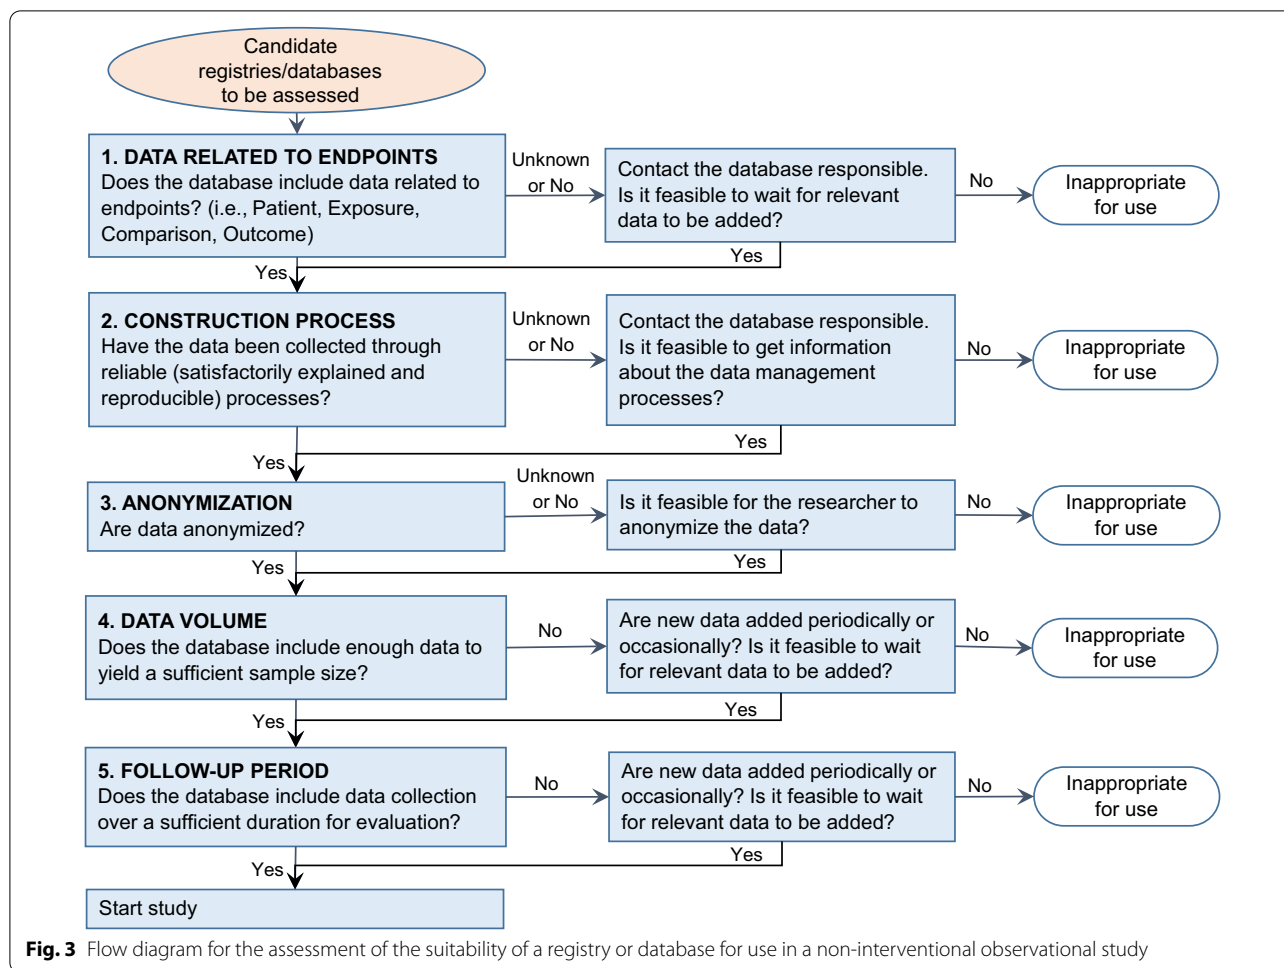 Candidate
registries/databases
to be assessed
1. DATA RELATED TO ENDPOINTS
Does the database include data related to
endpoints? (i.e., Patient, Exposure,
Comparison, Outcome)
Unknown
or No
Contact the database responsible.
Is it feasible to wait for relevant
data to be added?
No
Inappropriate
for use
Yes
Yes
2. CONSTRUCTION PROCESS
Have the data been collected through
reliable (satisfactorily explained and
reproducible) processes?
Unknown
or No
Contact the database responsible.
Is it feasible to get information
about the data management
processes?
No
Inappropriate
for use
Yes
Yes
3. ANONYMIZATION
Are data anonymized?
Unknown
or No
Is it feasible for the researcher to
anonymize the data?
No
Inappropriate
for use
Yes
Yes
4. DATA VOLUME
Does the database include enough data to
yield a sufficient sample size?
No
Are new data added periodically or
occasionally? Is it feasible to wait
for relevant data to be added?
No
Inappropriate
for use
Yes
Yes
5. FOLLOW-UP PERIOD
Does the database include data collection
over a sufficient duration for evaluation?
No
Are new data added periodically or
occasionally? Is it feasible to wait
for relevant data to be added?
No
Inappropriate
for use
Yes
Yes
Start study
Fig. 3 Flow diagram for the assessment of the suitability of a registry or database for use in a non-interventional observational study